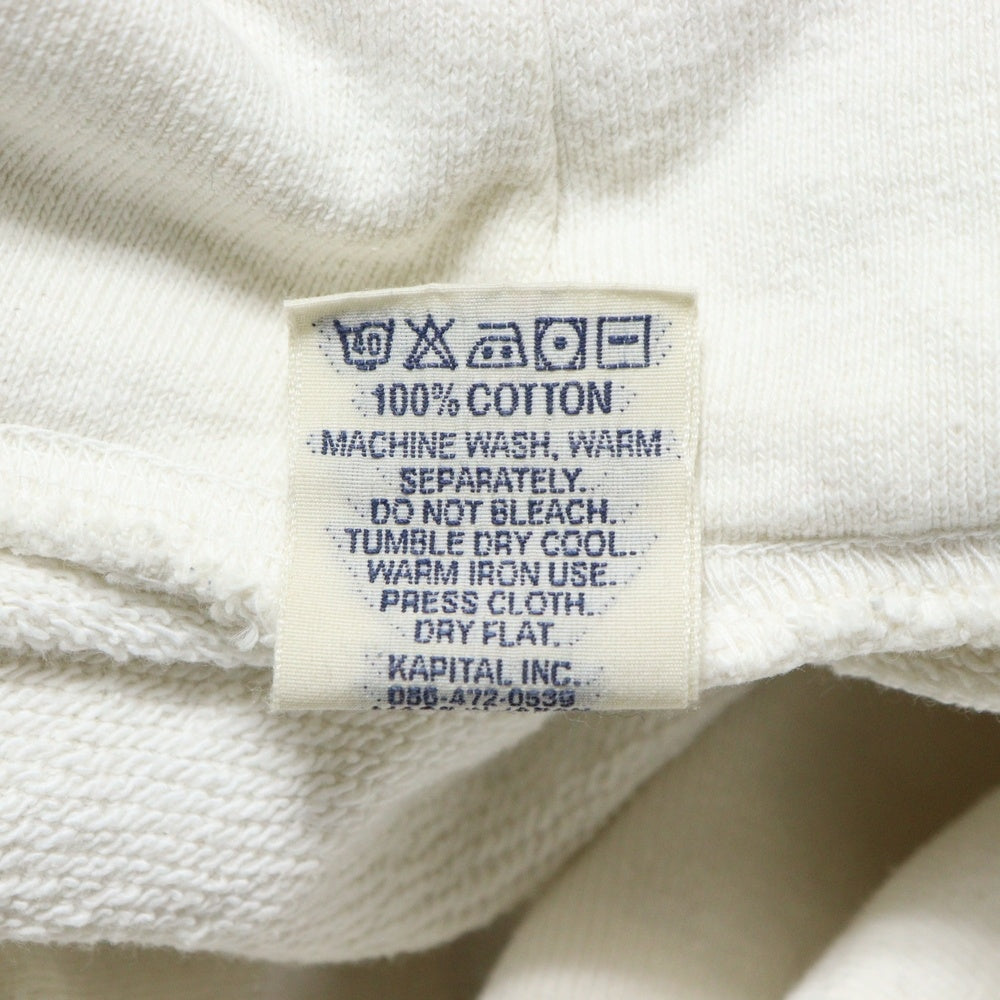 40
100% COTTON
MACHINE WASH, WARM
SEPARATELY.
DO NOT BLEACH.
TUMBLE DRY COOL.
WARM IRON USE.
PRESS CLOTH.
DRY FLAT.
KAPITAL INC.
086-472-0539